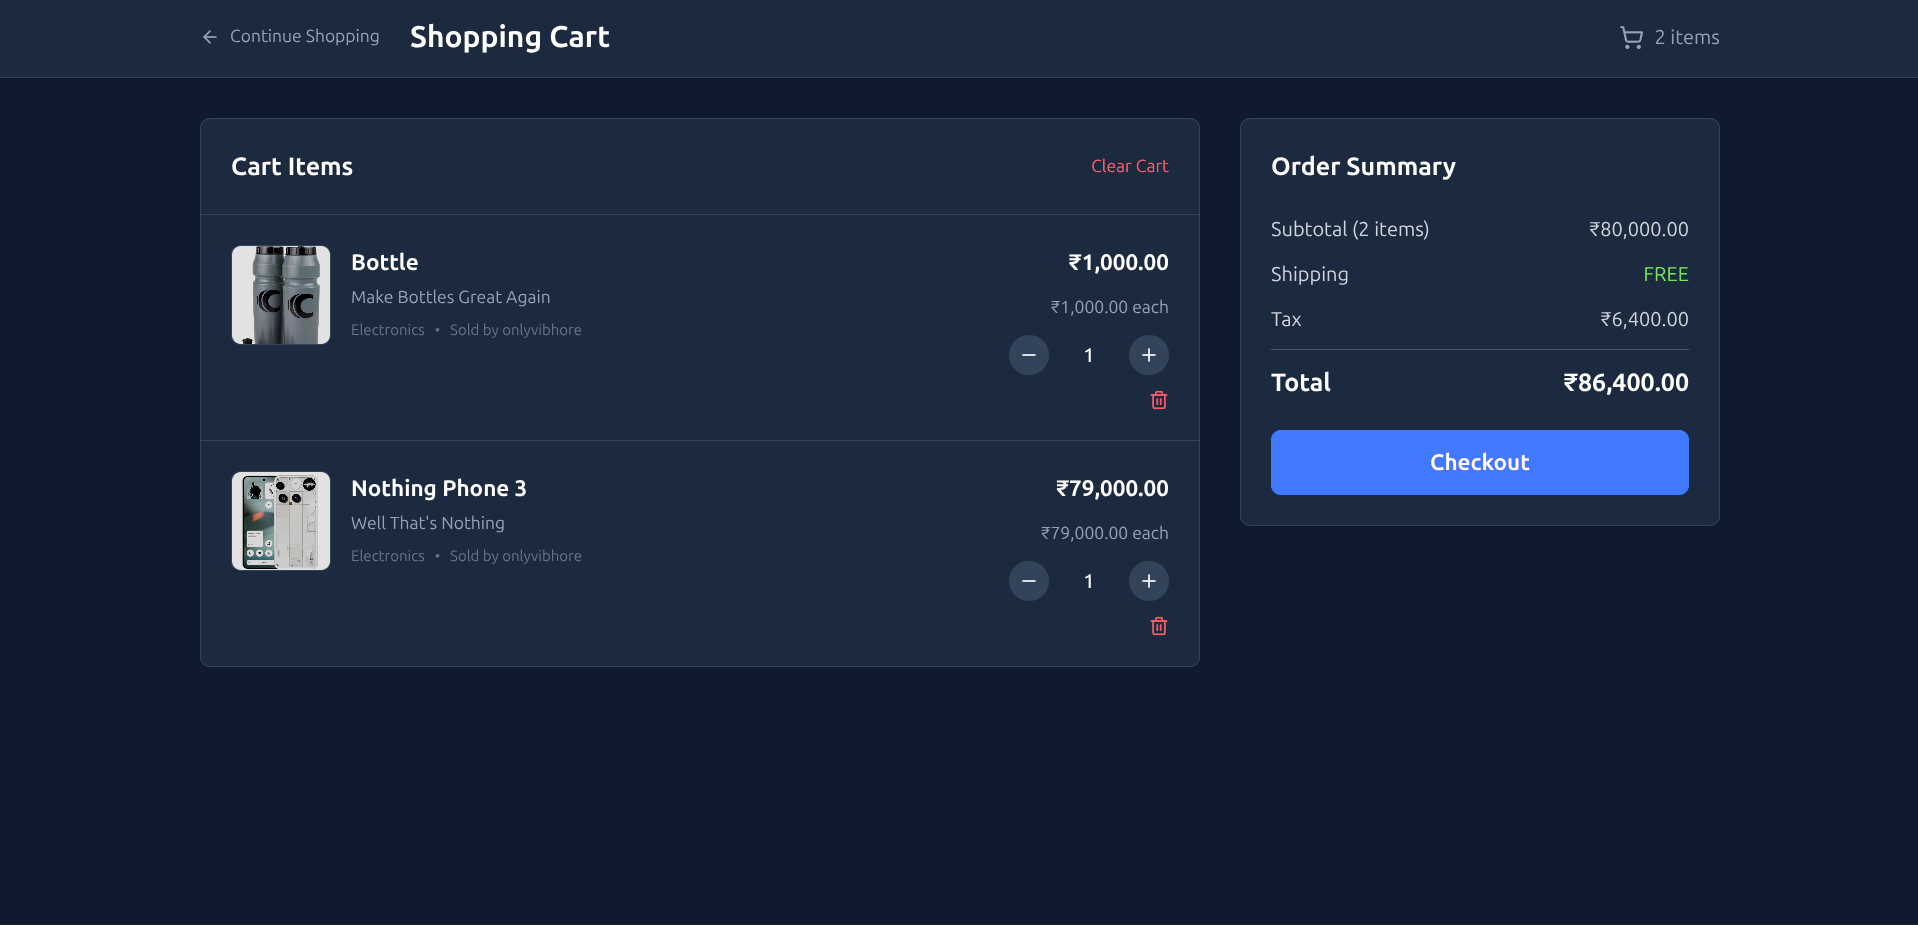 Continue Shopping
Shopping Cart
2 items
Cart Items
Clear Cart
Bottle
Make Bottles Great Again
Electronics • Sold by onlyvibhore
₹1,000.00
₹1,000.00 each
1
Nothing Phone 3
Well That's Nothing
Electronics • Sold by onlyvibhore
₹79,000.00
₹79,000.00 each
1
Order Summary
Subtotal (2 items) ₹80,000.00
Shipping FREE
Tax ₹6,400.00
Total ₹86,400.00
Checkout